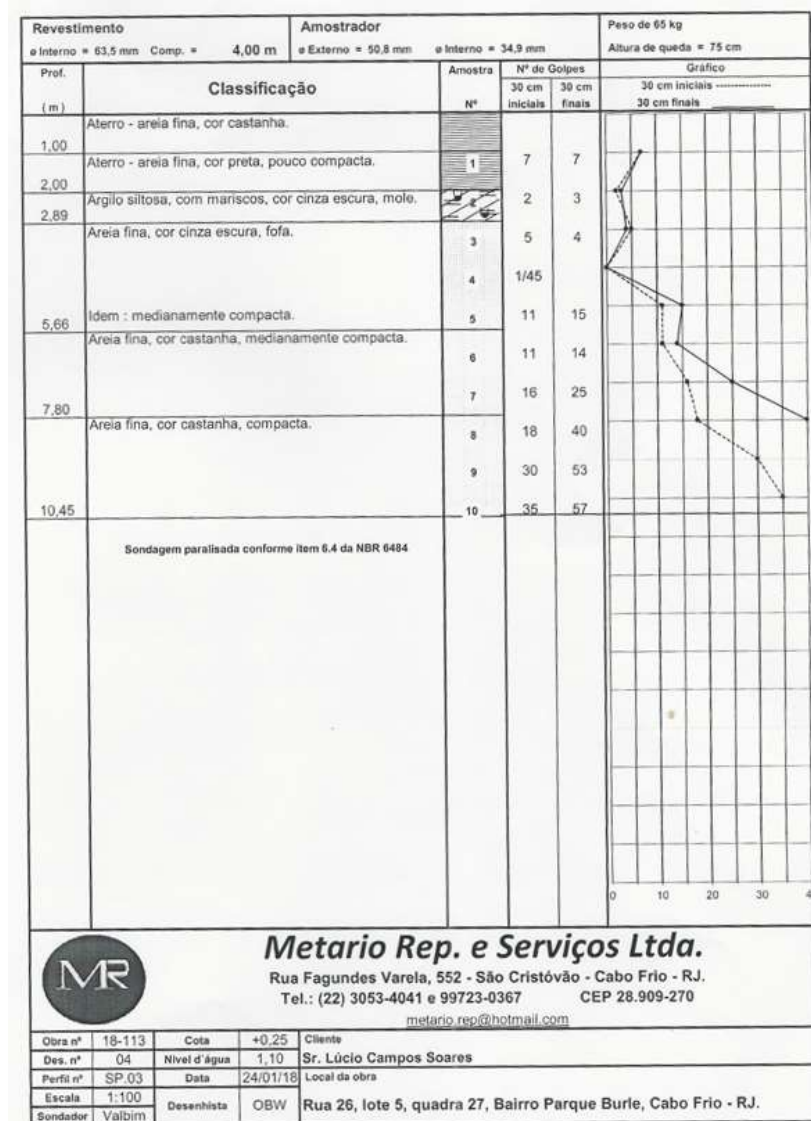 Revestimento
Amostrador
Peso de 65 kg
ø Interno = 63,5 mm Comp. = 4,00 m
ø Externo = 50,8 mm ø Interno = 34,9 mm
Altura de queda = 75 cm
Prof.
(m)
Classificação
Amostra
Nº
Nº de Golpes
30 cm iniciais
30 cm finais
Gráfico
30 cm iniciais ---------------
30 cm finais ___________
Aterro - areia fina, cor castanha.
1,00
Aterro - areia fina, cor preta, pouco compacta. 1 7 7
2,00
Argilo siltosa, com mariscos, cor cinza escura, mole. 2 2 3
2,89
Areia fina, cor cinza escura, fofa.
3 5 4
4 1/45
Idem : medianamente compacta. 5 11 15
5,66
Areia fina, cor castanha, medianamente compacta.
6 11 14
7 16 25
7,80
Areia fina, cor castanha, compacta.
8 18 40
9 30 53
10,45 10 35 57
Sondagem paralisada conforme item 6.4 da NBR 6484
0 10 20 30 4
MR
Metario Rep. e Serviços Ltda.
Rua Fagundes Varela, 552 - São Cristóvão - Cabo Frio - RJ.
Tel.: (22) 3053-4041 e 99723-0367 CEP 28.909-270
metario.rep@hotmail.com
Obra nº 18-113 Cota +0,25 Cliente
Des. nº 04 Nível d'água 1,10 Sr. Lúcio Campos Soares
Perfil nº SP.03 Data 24/01/18 Local da obra
Escala 1:100 Desenhista OBW Rua 26, lote 5, quadra 27, Bairro Parque Burle, Cabo Frio - RJ.
Sondador Valbim